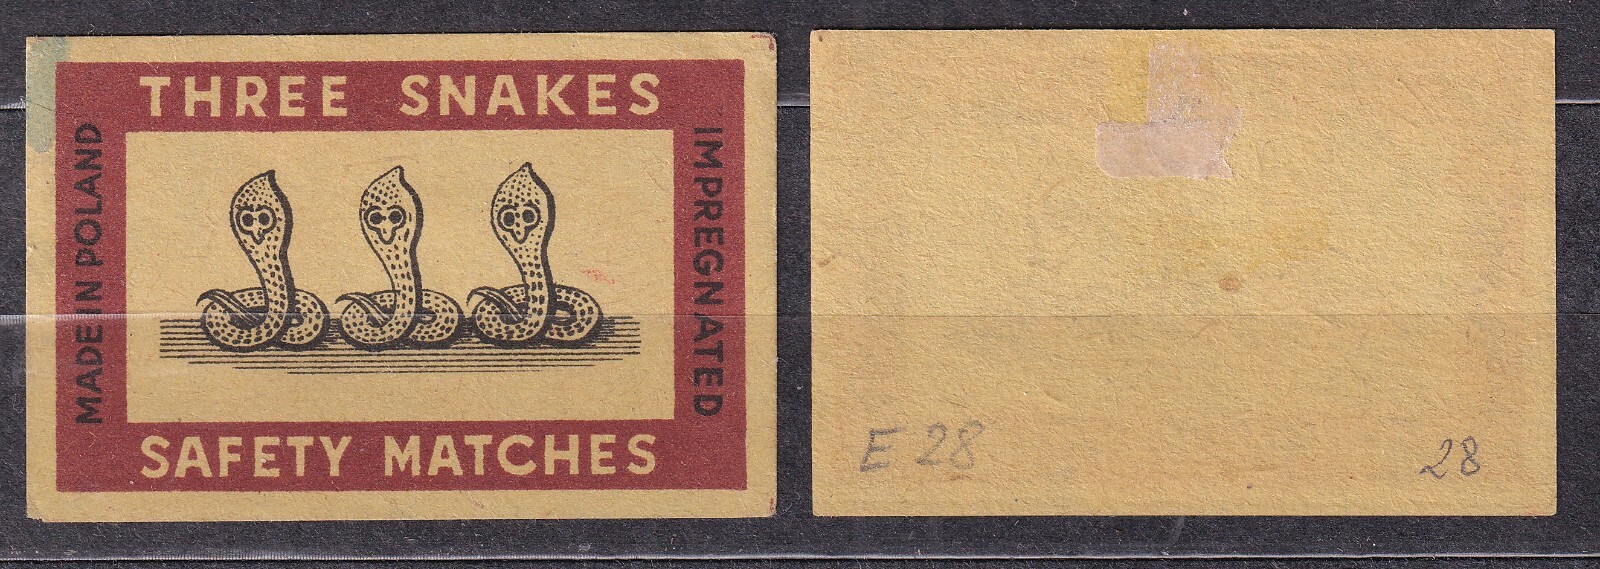 THREE SNAKES
MADE IN POLAND
IMPREGNATED
SAFETY MATCHES
E 28
28